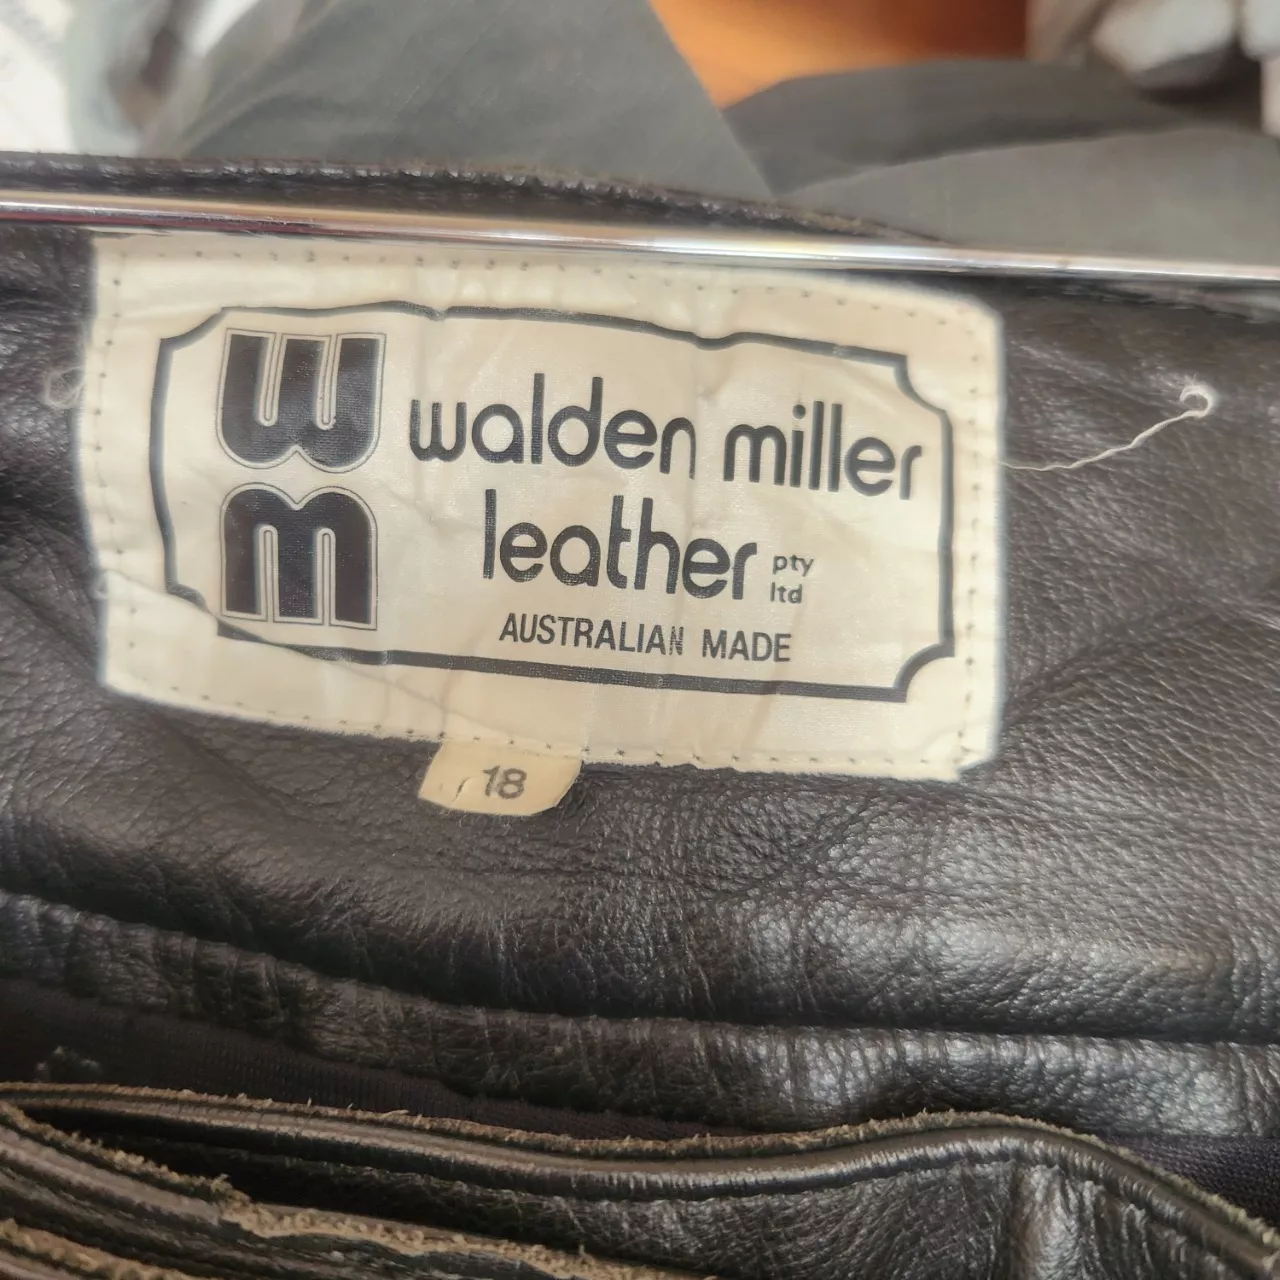 WM
walden miller
leather pty ltd
AUSTRALIAN MADE
18